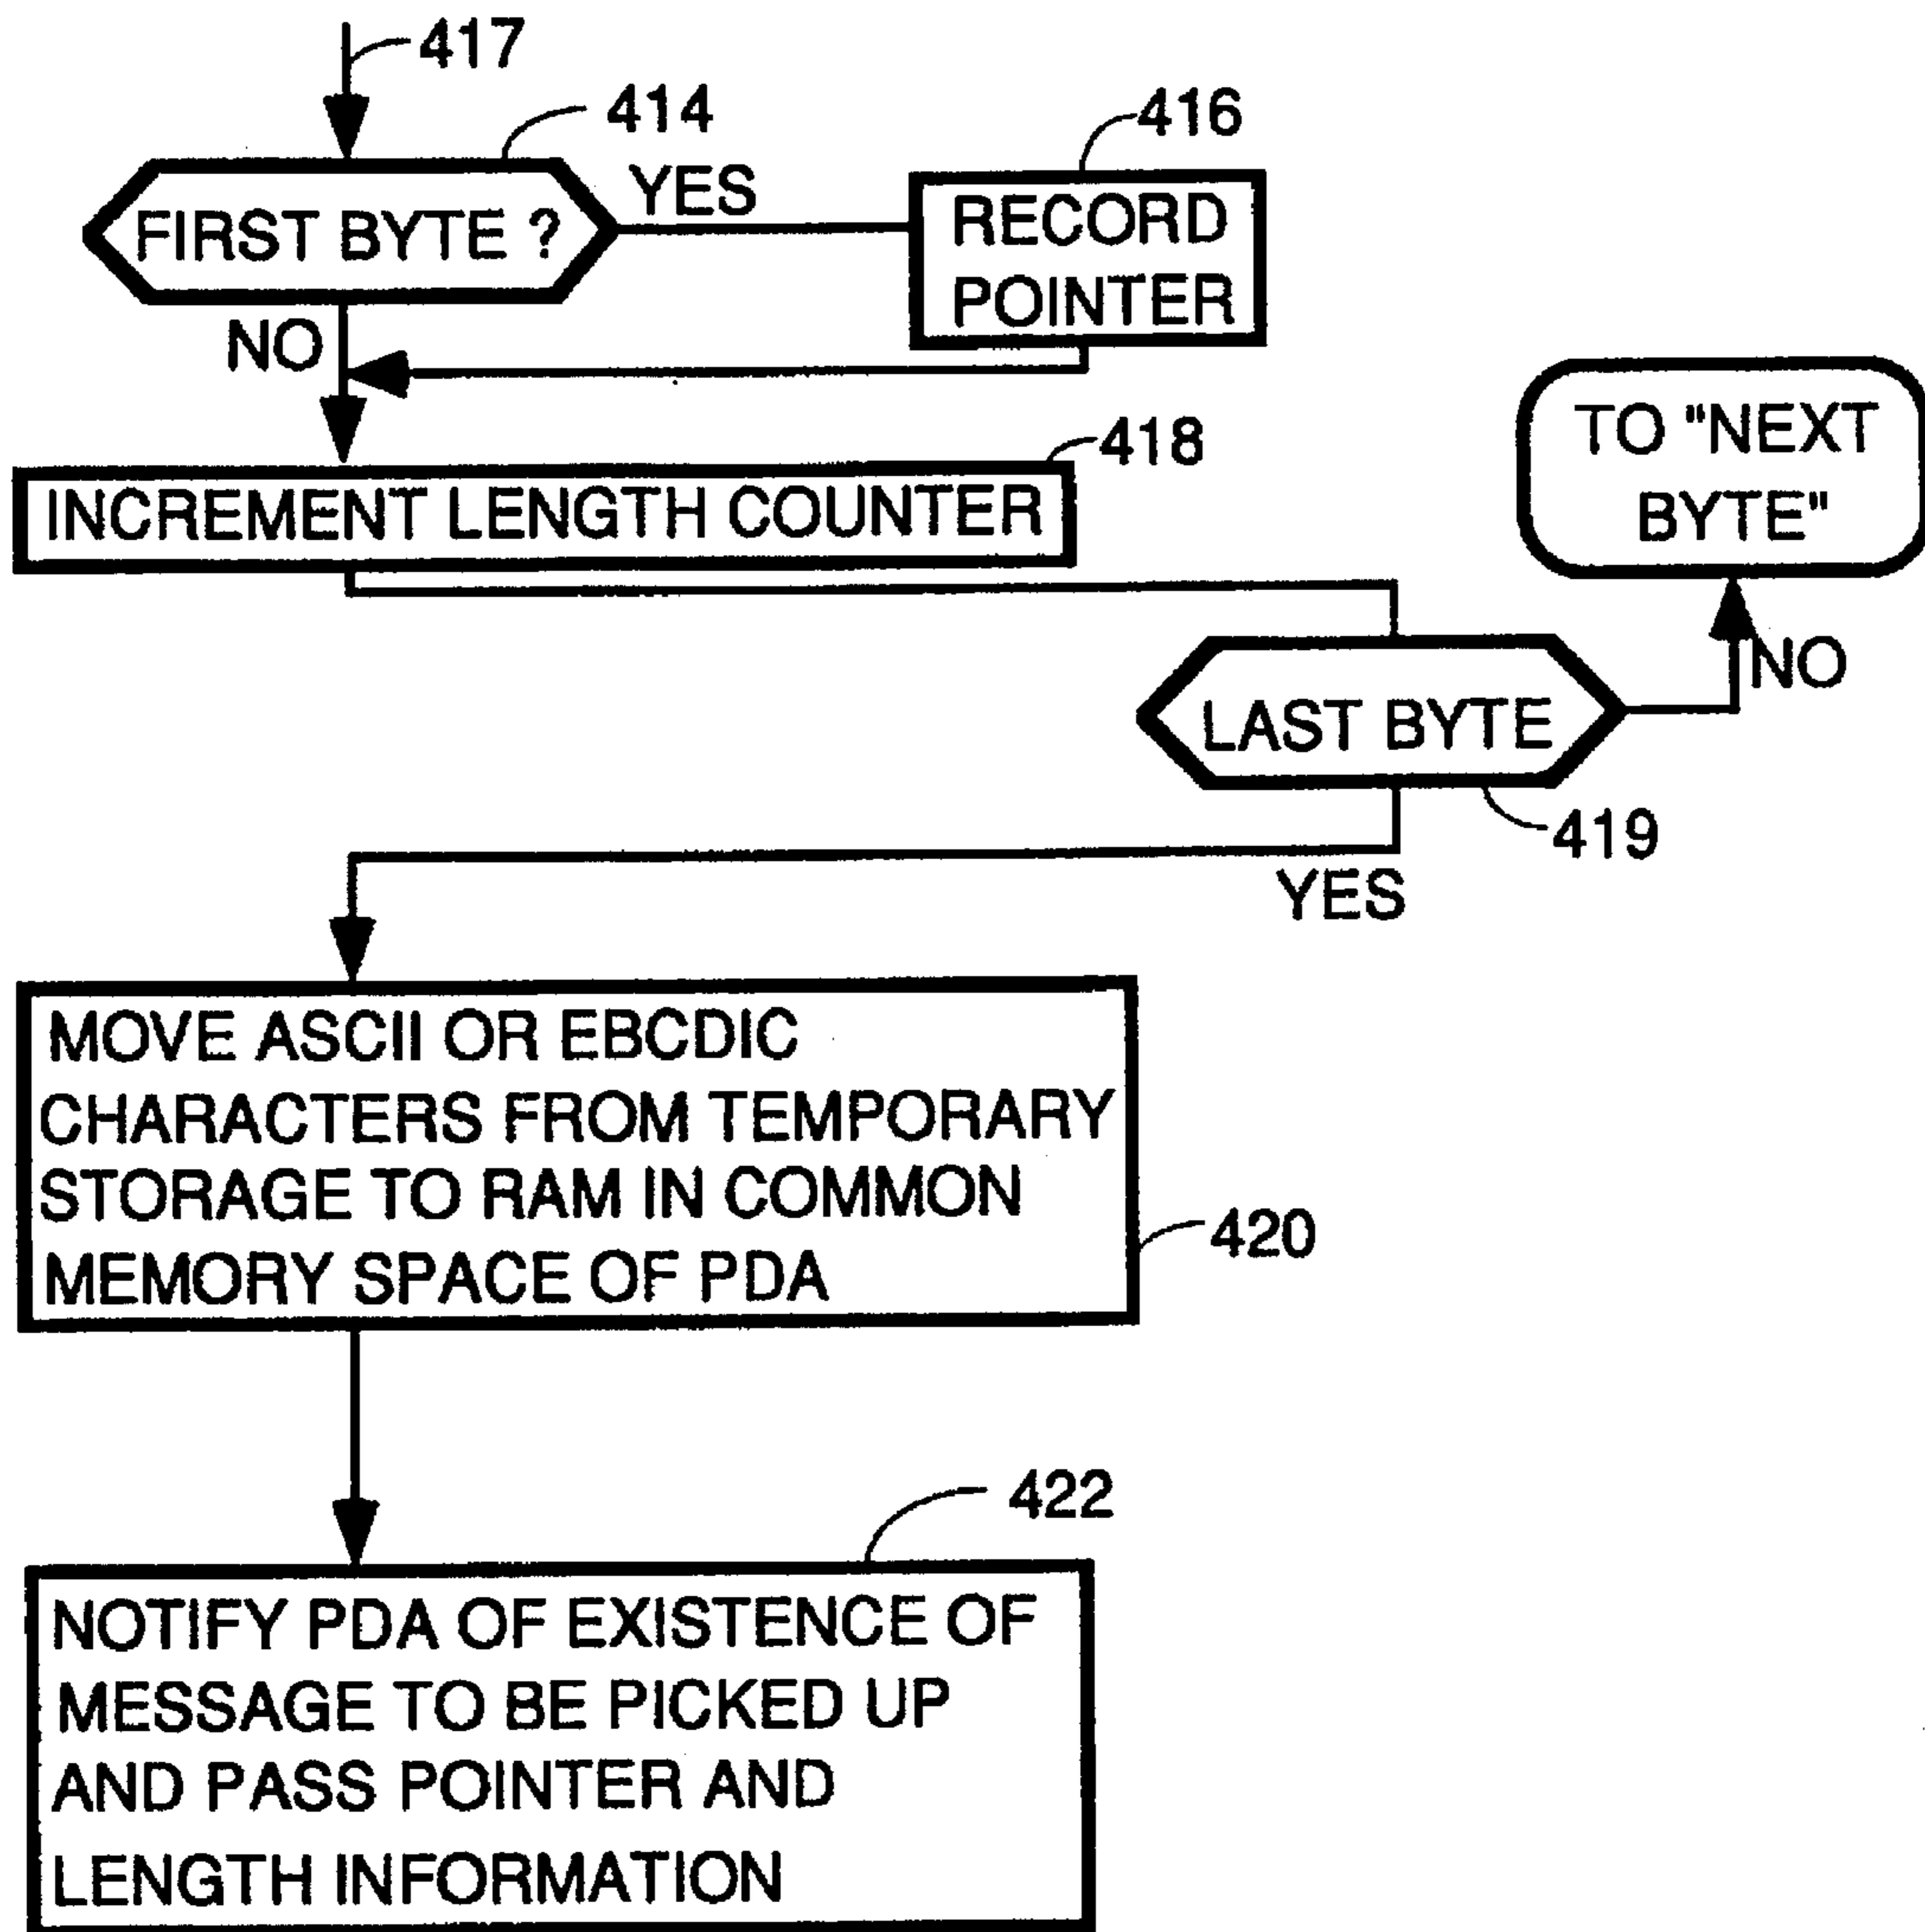 417
414
416
FIRST BYTE ?
YES
RECORD
POINTER
NO
418
INCREMENT LENGTH COUNTER
TO "NEXT
BYTE"
NO
LAST BYTE
419
YES
MOVE ASCII OR EBCDIC
CHARACTERS FROM TEMPORARY
STORAGE TO RAM IN COMMON
MEMORY SPACE OF PDA
420
422
NOTIFY PDA OF EXISTENCE OF
MESSAGE TO BE PICKED UP
AND PASS POINTER AND
LENGTH INFORMATION